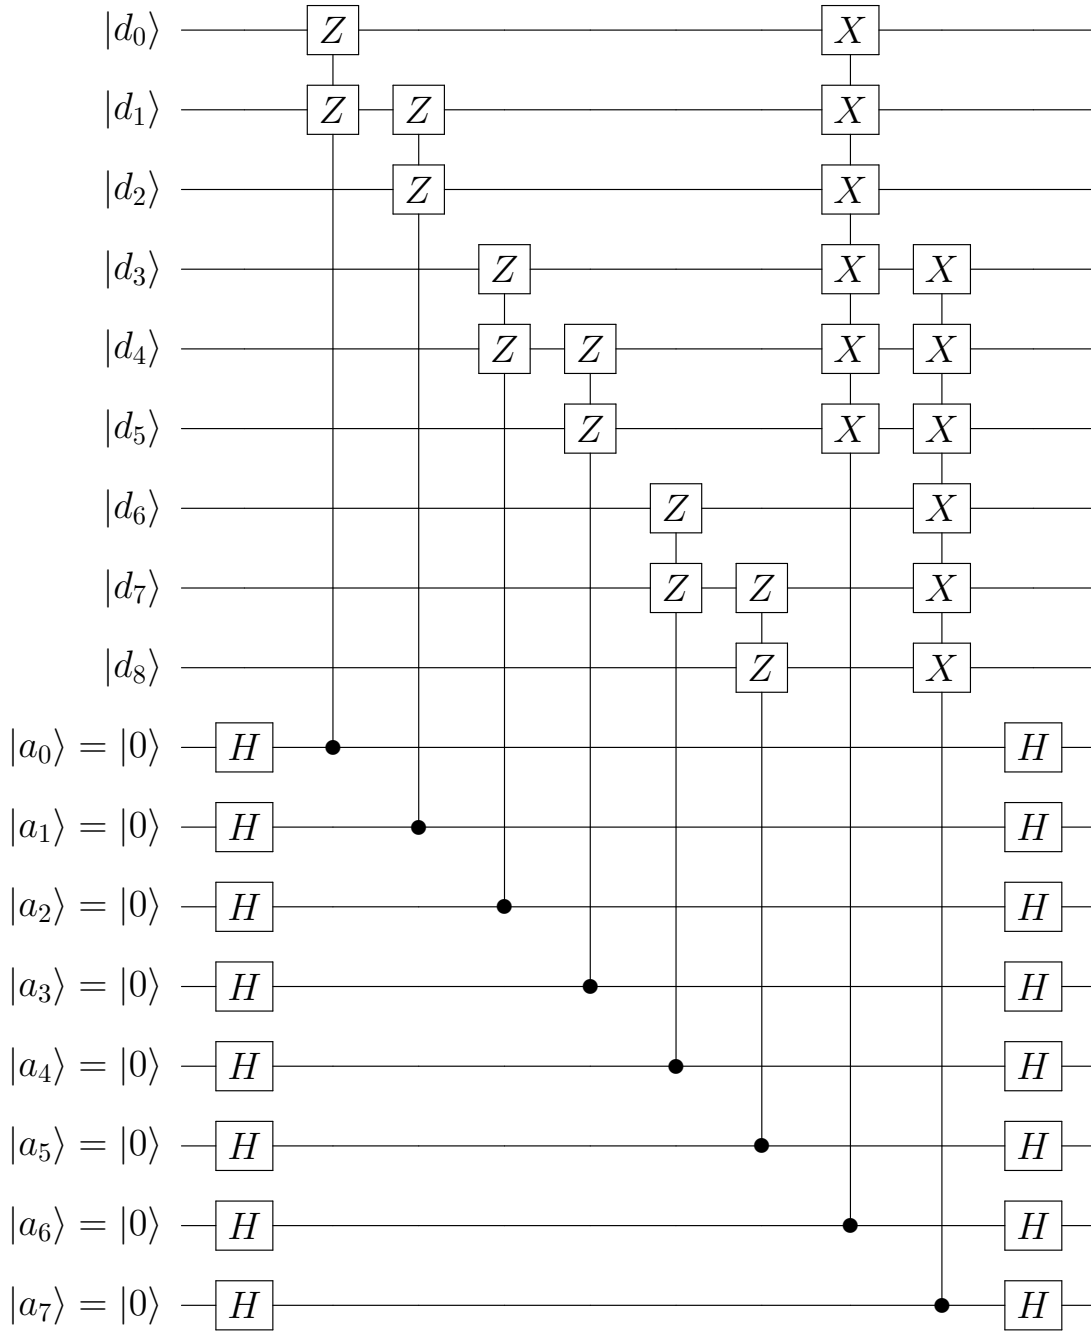 |d₀⟩ Z X
|d₁⟩ Z Z X
|d₂⟩ Z X
|d₃⟩ Z X X
|d₄⟩ Z Z X X
|d₅⟩ Z X X
|d₆⟩ Z X
|d₇⟩ Z Z X
|d₈⟩ Z X
|a₀⟩ = |0⟩ H H
|a₁⟩ = |0⟩ H H
|a₂⟩ = |0⟩ H H
|a₃⟩ = |0⟩ H H
|a₄⟩ = |0⟩ H H
|a₅⟩ = |0⟩ H H
|a₆⟩ = |0⟩ H H
|a₇⟩ = |0⟩ H H